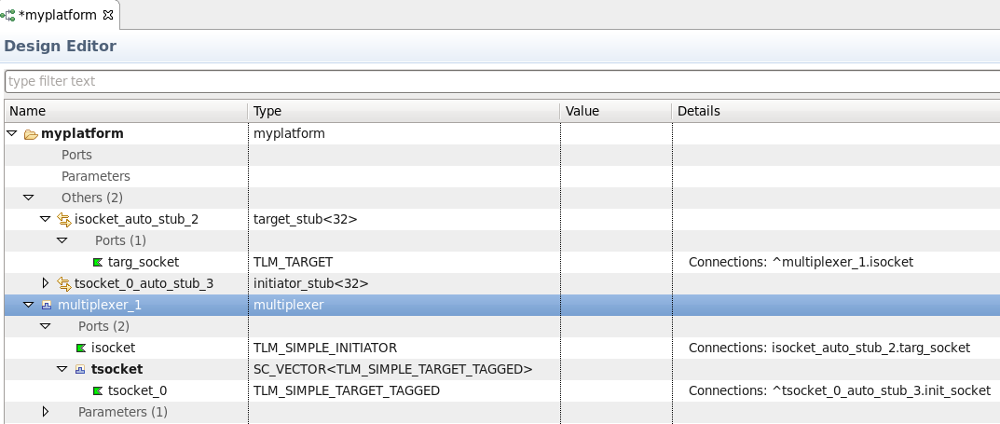 *myplatform
Design Editor
type filter text
Name Type Value Details
myplatform myplatform
Ports
Parameters
Others (2)
isocket_auto_stub_2 target_stub<32>
Ports (1)
targ_socket TLM_TARGET Connections: ^multiplexer_1.isocket
tsocket_0_auto_stub_3 initiator_stub<32>
multiplexer_1 multiplexer
Ports (2)
isocket TLM_SIMPLE_INITIATOR Connections: isocket_auto_stub_2.targ_socket
tsocket SC_VECTOR<TLM_SIMPLE_TARGET_TAGGED>
tsocket_0 TLM_SIMPLE_TARGET_TAGGED Connections: ^tsocket_0_auto_stub_3.init_socket
Parameters (1)